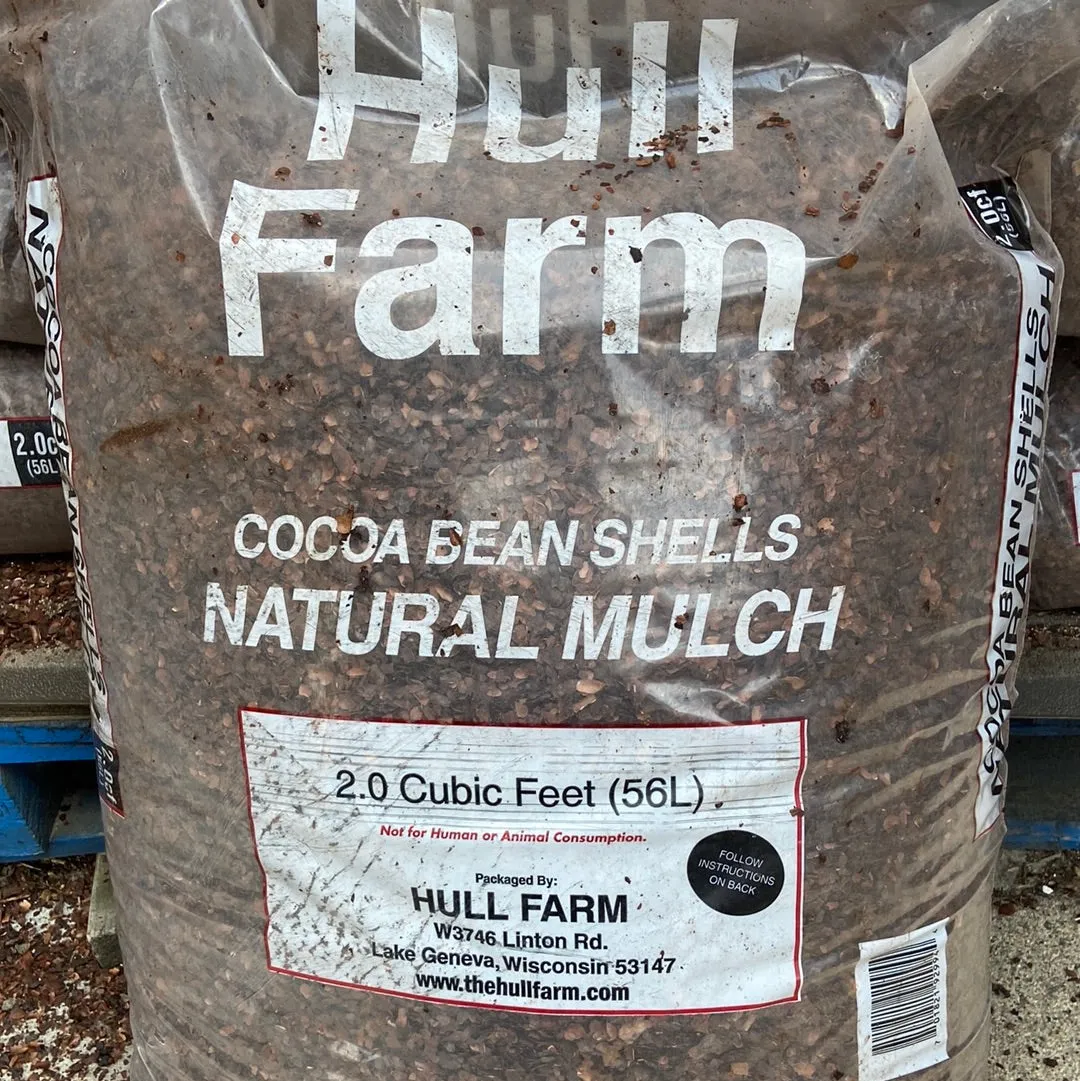 Hull
Farm
COCOA BEAN SHELLS
NATURAL MULCH
2.0 Cubic Feet (56L)
Not for Human or Animal Consumption.
FOLLOW
INSTRUCTIONS
ON BACK
Packaged By:
HULL FARM
W3746 Linton Rd.
Lake Geneva, Wisconsin 53147
www.thehullfarm.com
2.0cf
(56L)
COCOA BEAN SHELLS
NATURAL MULCH
(56L)